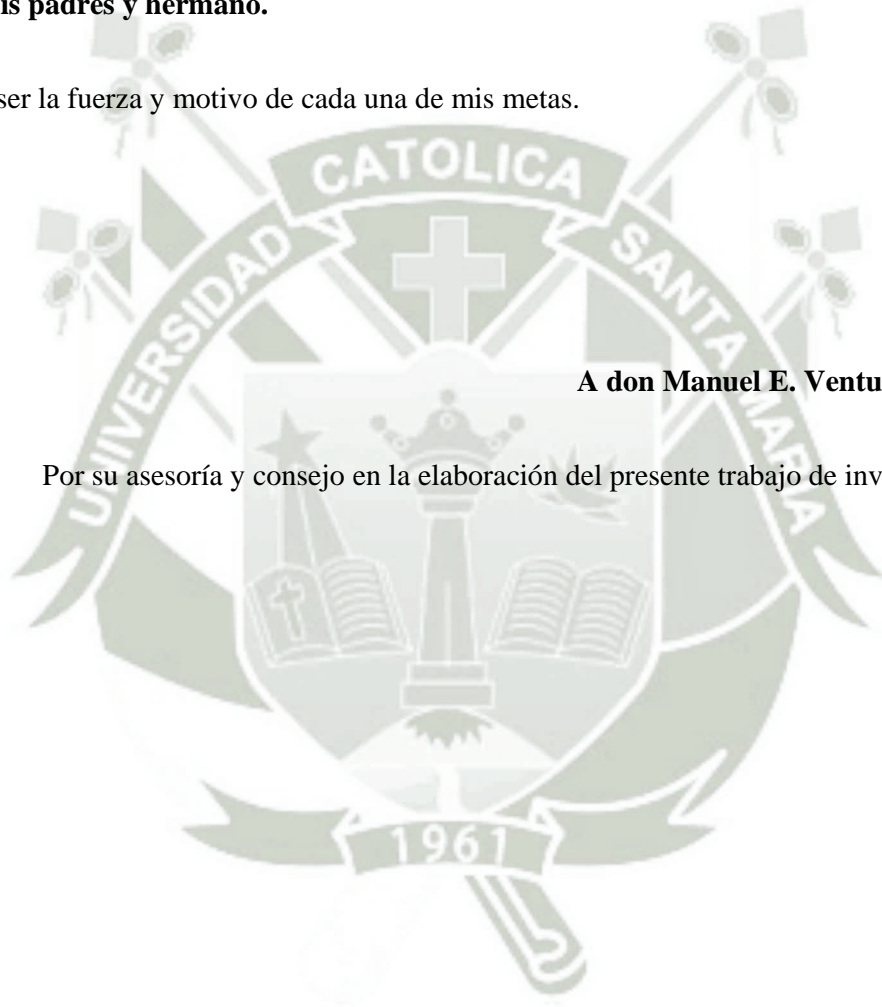 is padres y hermano.
ser la fuerza y motivo de cada una de mis metas.
CATOLICA
UNIVERSIDAD
SANTA MARIA
A don Manuel E. Ventu
Por su asesoría y consejo en la elaboración del presente trabajo de inv
1961